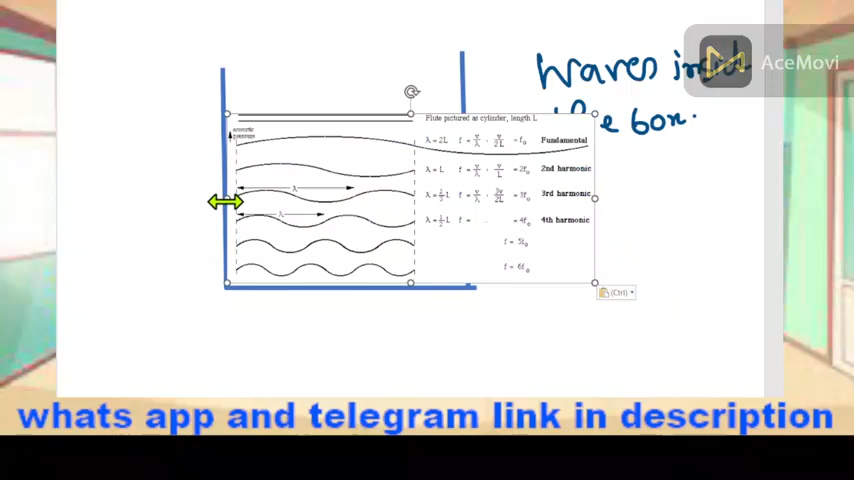 Waves insid
AceMovi
the box.
Flute pictured as cylinder, length L
acoustic
pressure
λ = 2L f = v/λ · v/2L = f₀ Fundamental
λ = L f = v/λ · v/L = 2f₀ 2nd harmonic
λ
λ = 2/3 L f = v/λ · 3v/2L = 3f₀ 3rd harmonic
λ
λ = 1/2 L f = = 4f₀ 4th harmonic
f = 5f₀
f = 6f₀
(Ctrl)
whats app and telegram link in description